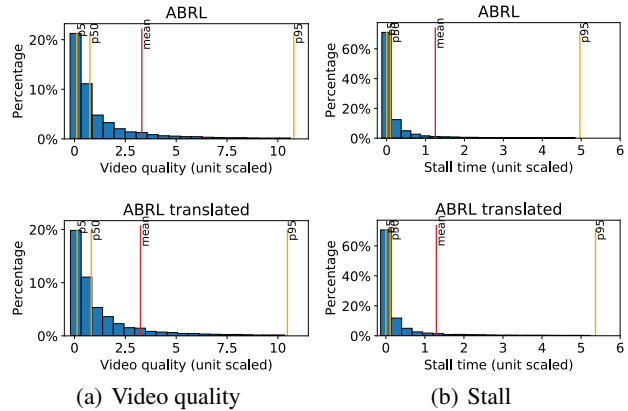 ABRL
Percentage
20%
10%
0%
p5
p50
mean
p95
0
2.5
5
7.5
10
Video quality (unit scaled)
ABRL
Percentage
60%
40%
20%
0%
p50
mean
p95
0
1
2
3
4
5
6
Stall time (unit scaled)
ABRL translated
Percentage
20%
10%
0%
p5
p50
mean
p95
0
2.5
5
7.5
10
Video quality (unit scaled)
ABRL translated
Percentage
60%
40%
20%
0%
p50
mean
p95
0
1
2
3
4
5
6
Stall time (unit scaled)
(a) Video quality
(b) Stall